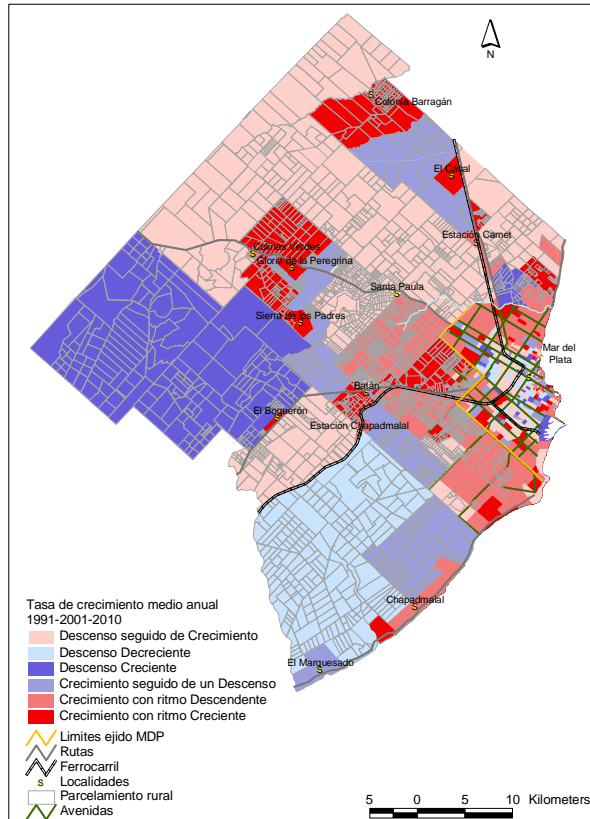 N
Colonia Barragán
El Casal
Estación Camet
Colinas Verdes
Gloria de la Peregrina
Santa Paula
Sierra de los Padres
Mar del
Plata
Batán
El Boquerón
Estación Chapadmalal
Chapadmalal
El Marquesado
Tasa de crecimiento medio anual
1991-2001-2010
Descenso seguido de Crecimiento
Descenso Decreciente
Descenso Creciente
Crecimiento seguido de un Descenso
Crecimiento con ritmo Descendente
Crecimiento con ritmo Creciente
Limites ejido MDP
Rutas
Ferrocarril
s Localidades
Parcelamiento rural
Avenidas
5 0 5 10 Kilometers